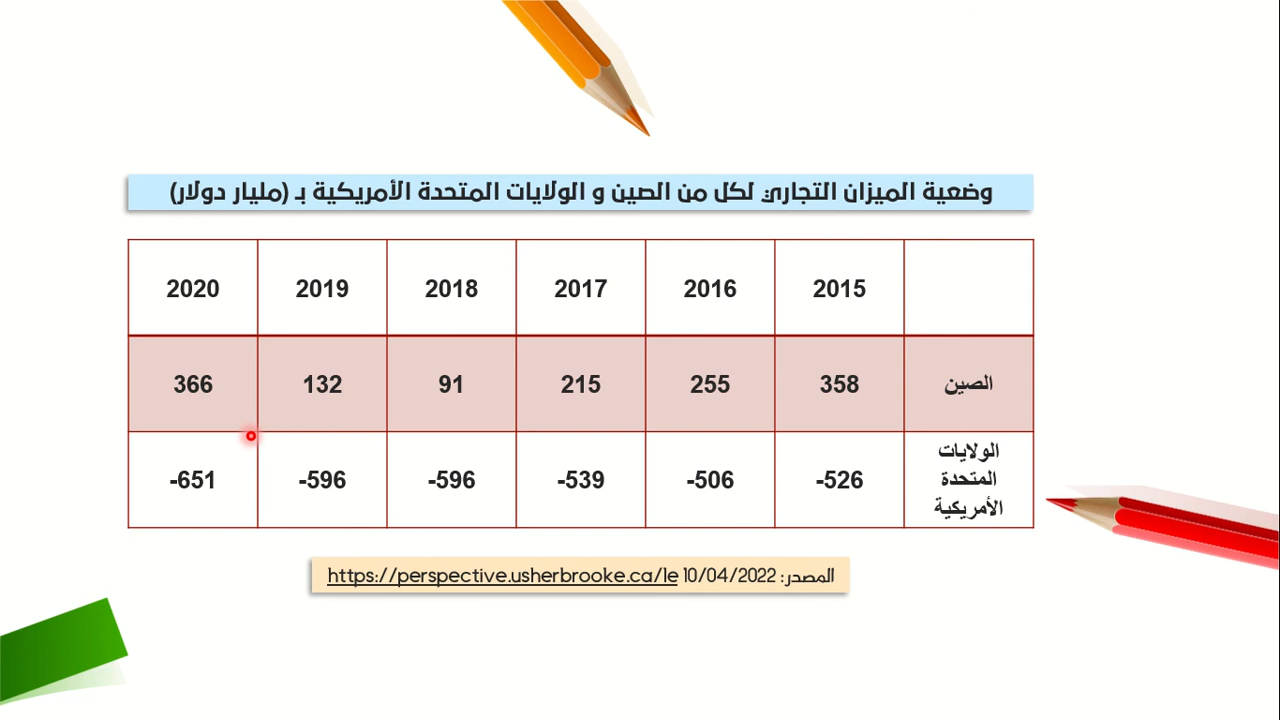 وضعية الميزان التجاري لكل من الصين و الولايات المتحدة الأمريكية بـ (مليار دولار)
2015 2016 2017 2018 2019 2020
الصين 358 255 215 91 132 366
الولايات
المتحدة
الأمريكية
-526 -506 -539 -596 -596 -651
المصدر: 10/04/2022 https://perspective.usherbrooke.ca/le